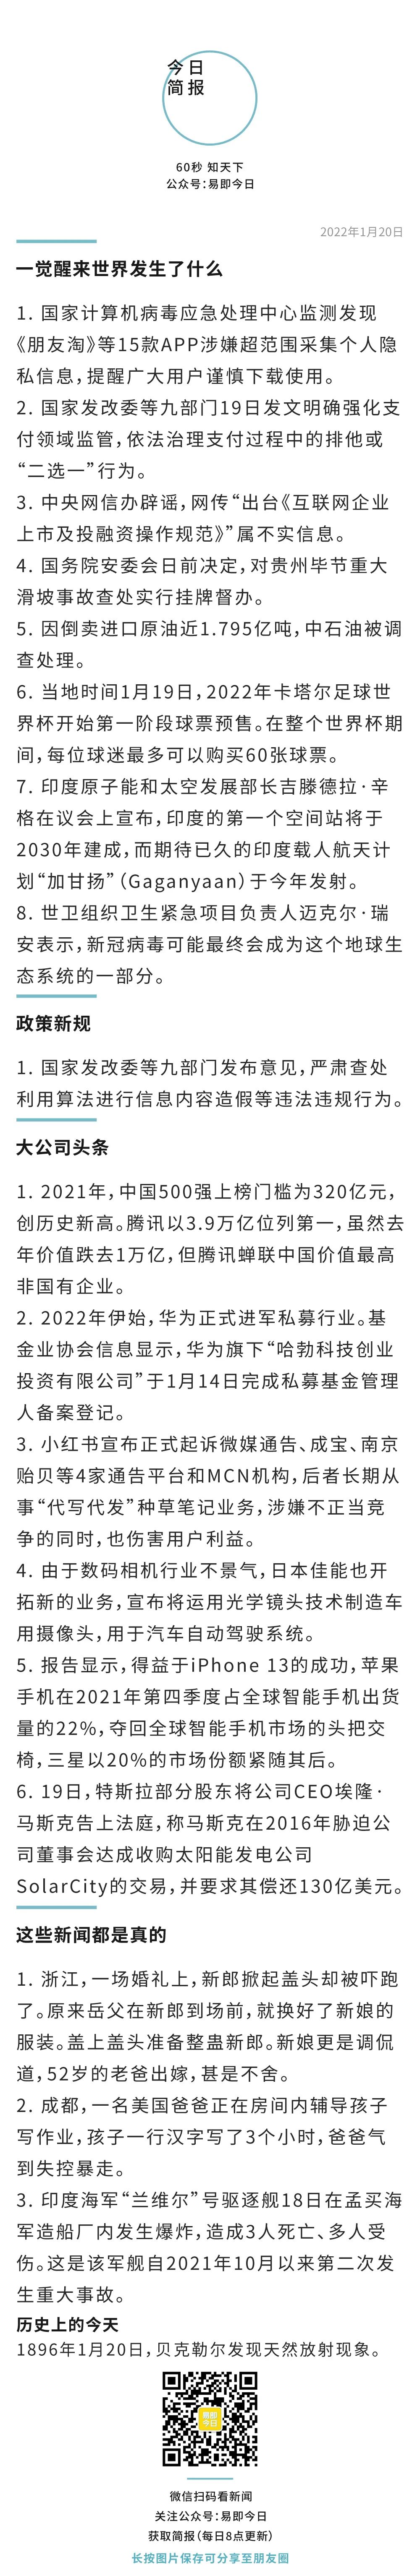 今日
简报
60秒 知天下
公众号：易即今日
2022年1月20日
一觉醒来世界发生了什么
1. 国家计算机病毒应急处理中心监测发现
《朋友淘》等15款APP涉嫌超范围采集个人隐
私信息，提醒广大用户谨慎下载使用。
2. 国家发改委等九部门19日发文明确强化支
付领域监管，依法治理支付过程中的排他或
“二选一”行为。
3. 中央网信办辟谣，网传“出台《互联网企业
上市及投融资操作规范》”属不实信息。
4. 国务院安委会日前决定，对贵州毕节重大
滑坡事故查处实行挂牌督办。
5. 因倒卖进口原油近1.795亿吨，中石油被调
查处理。
6. 当地时间1月19日，2022年卡塔尔足球世
界杯开始第一阶段球票预售。在整个世界杯期
间，每位球迷最多可以购买60张球票。
7. 印度原子能和太空发展部长吉滕德拉·辛
格在议会上宣布，印度的第一个空间站将于
2030年建成，而期待已久的印度载人航天计
划“加甘扬”（Gaganyaan）于今年发射。
8. 世卫组织卫生紧急项目负责人迈克尔·瑞
安表示，新冠病毒可能最终会成为这个地球生
态系统的一部分。
政策新规
1. 国家发改委等九部门发布意见，严肃查处
利用算法进行信息内容造假等违法违规行为。
大公司头条
1. 2021年，中国500强上榜门槛为320亿元，
创历史新高。腾讯以3.9万亿位列第一，虽然去
年价值跌去1万亿，但腾讯蝉联中国价值最高
非国有企业。
2. 2022年伊始，华为正式进军私募行业。基
金业协会信息显示，华为旗下“哈勃科技创业
投资有限公司”于1月14日完成私募基金管理
人备案登记。
3. 小红书宣布正式起诉微媒通告、成宝、南京
贻贝等4家通告平台和MCN机构，后者长期从
事“代写代发”种草笔记业务，涉嫌不正当竞
争的同时，也伤害用户利益。
4. 由于数码相机行业不景气，日本佳能也开
拓新的业务，宣布将运用光学镜头技术制造车
用摄像头，用于汽车自动驾驶系统。
5. 报告显示，得益于iPhone 13的成功，苹果
手机在2021年第四季度占全球智能手机出货
量的22%，夺回全球智能手机市场的头把交
椅，三星以20%的市场份额紧随其后。
6. 19日，特斯拉部分股东将公司CEO埃隆·
马斯克告上法庭，称马斯克在2016年胁迫公
司董事会达成收购太阳能发电公司
SolarCity的交易，并要求其偿还130亿美元。
这些新闻都是真的
1. 浙江，一场婚礼上，新郎掀起盖头却被吓跑
了。原来岳父在新郎到场前，就换好了新娘的
服装。盖上盖头准备整蛊新郎。新娘更是调侃
道，52岁的老爸出嫁，甚是不舍。
2. 成都，一名美国爸爸正在房间内辅导孩子
写作业，孩子一行汉字写了3个小时，爸爸气
到失控暴走。
3. 印度海军“兰维尔”号驱逐舰18日在孟买海
军造船厂内发生爆炸，造成3人死亡、多人受
伤。这是该军舰自2021年10月以来第二次发
生重大事故。
历史上的今天
1896年1月20日，贝克勒尔发现天然放射现象。
易即
今日
微信扫码看新闻
关注公众号：易即今日
获取简报（每日8点更新）
长按图片保存可分享至朋友圈